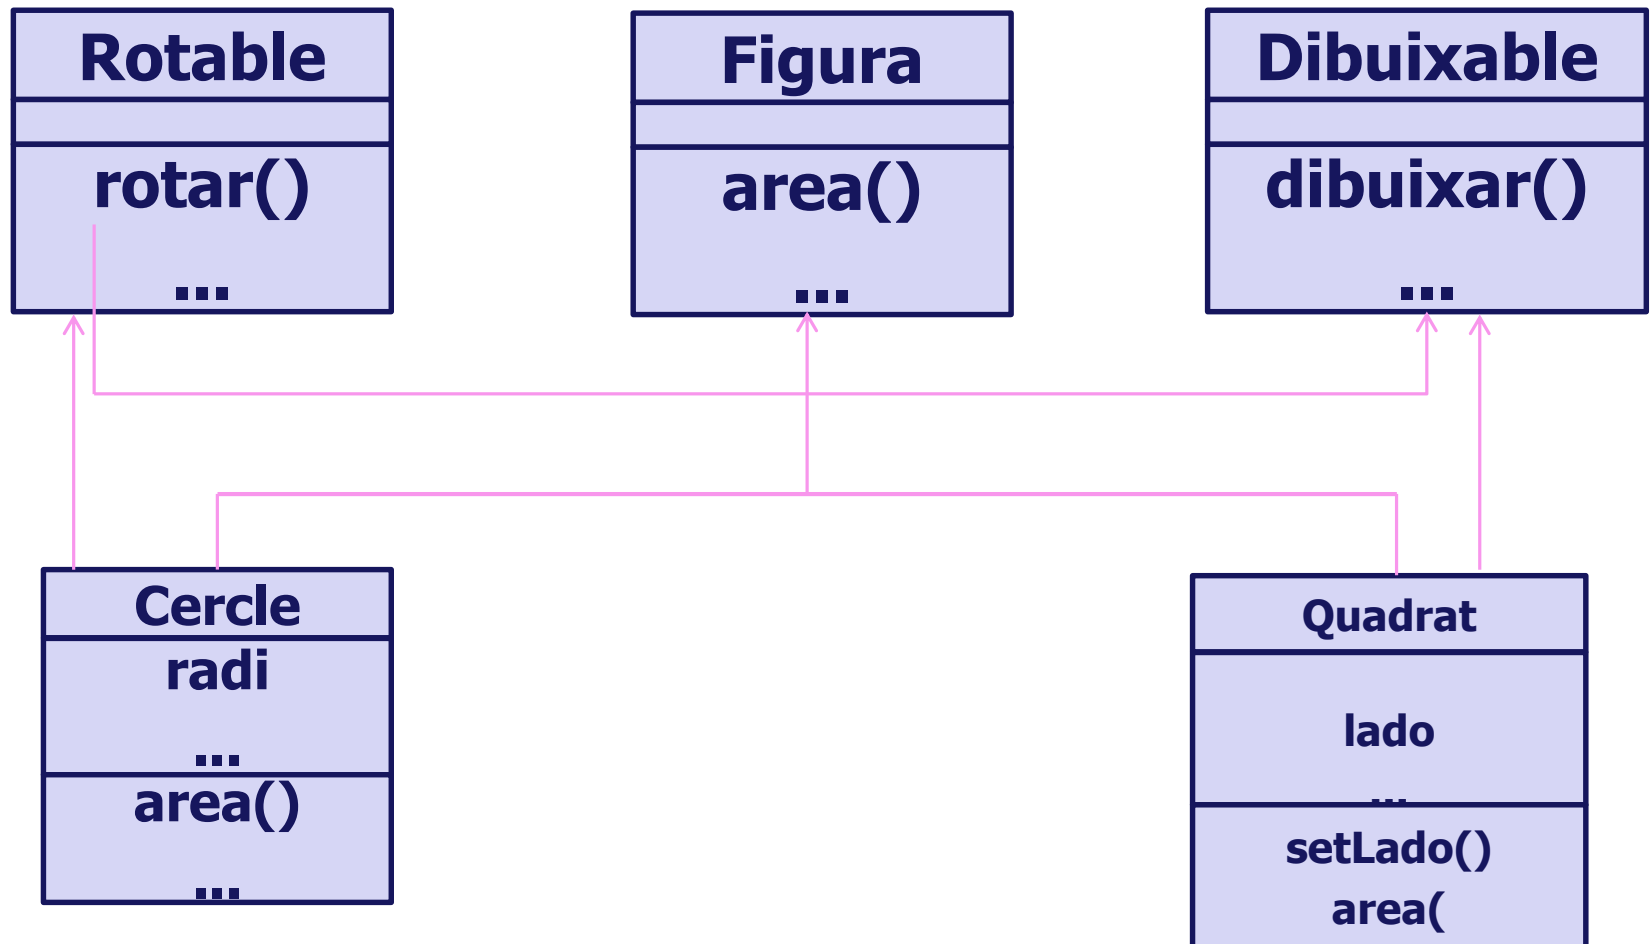 Rotable
rotar()
...
Figura
area()
...
Dibuixable
dibuixar()
...
Cercle
radi
...
area()
...
Quadrat
lado
...
setLado()
area(